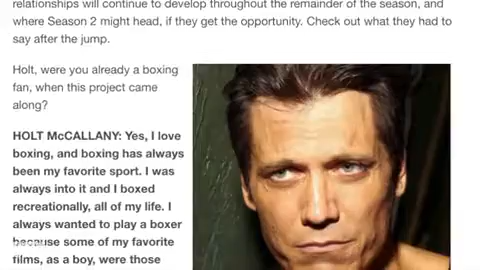 relationships will continue to develop throughout the remainder of the season, and
where Season 2 might head, if they get the opportunity. Check out what they had to
say after the jump.
Holt, were you already a boxing
fan, when this project came
along?
HOLT McCALLANY: Yes, I love
boxing, and boxing has always
been my favorite sport. I was
always into it and I boxed
recreationally, all of my life. I
always wanted to play a boxer
because some of my favorite
films, as a boy, were those